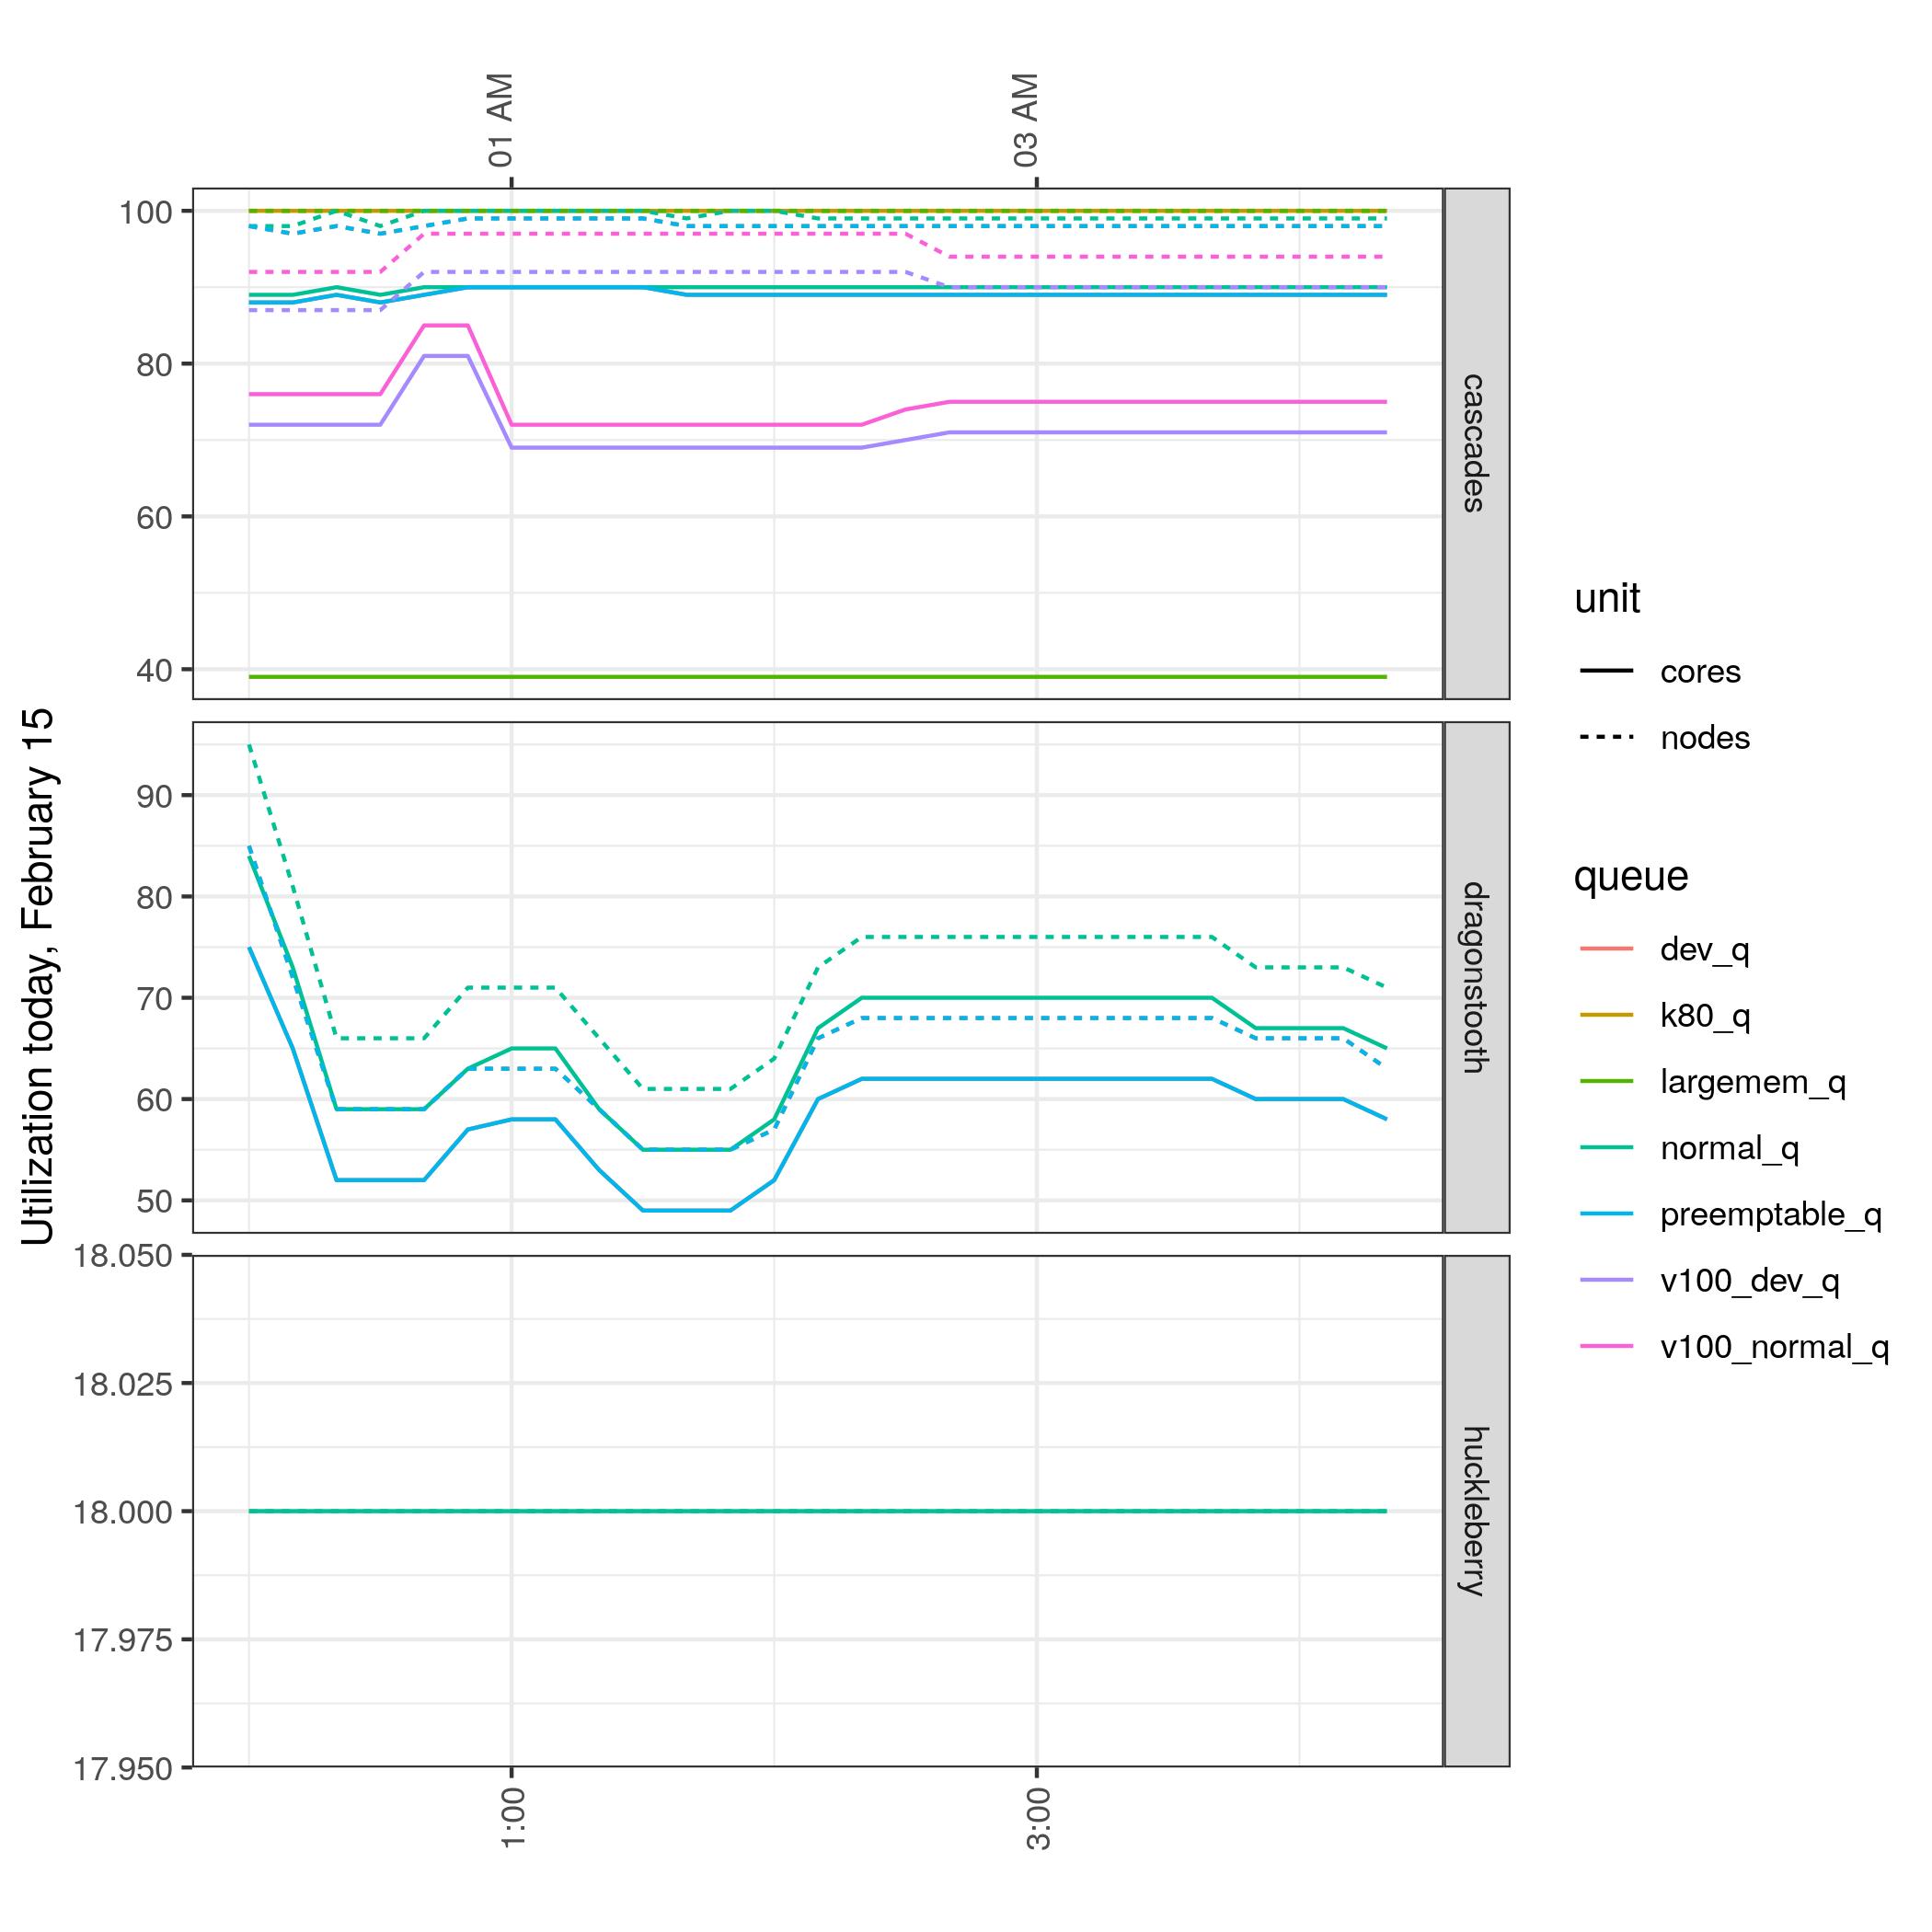 01 AM
03 AM
100
80
60
40
cascades
90
80
70
60
50
dragonstooth
18.050
18.025
18.000
17.975
17.950
huckleberry
1:00
3:00
Utilization today, February 15
unit
cores
nodes
queue
dev_q
k80_q
largemem_q
normal_q
preemptable_q
v100_dev_q
v100_normal_q